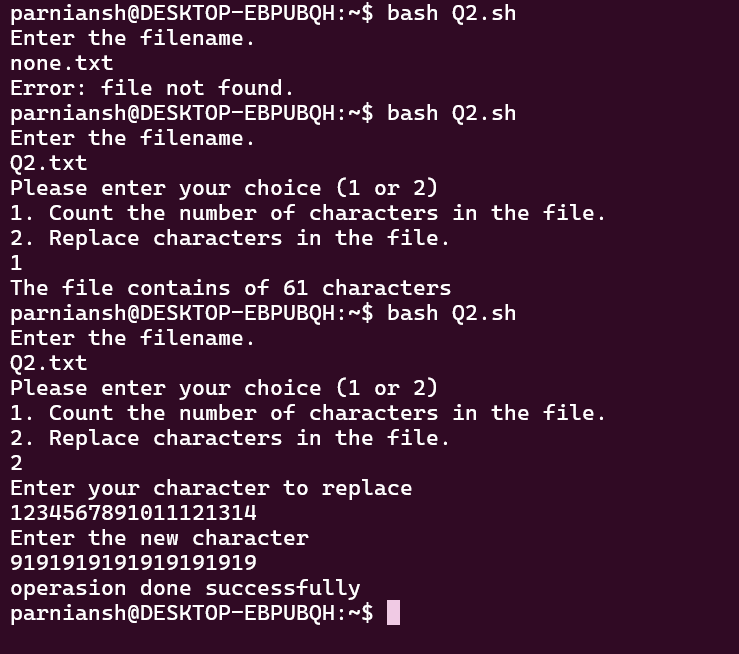 parniansh@DESKTOP-EBPUBQH:~$ bash Q2.sh
Enter the filename.
none.txt
Error: file not found.
parniansh@DESKTOP-EBPUBQH:~$ bash Q2.sh
Enter the filename.
Q2.txt
Please enter your choice (1 or 2)
1. Count the number of characters in the file.
2. Replace characters in the file.
1
The file contains of 61 characters
parniansh@DESKTOP-EBPUBQH:~$ bash Q2.sh
Enter the filename.
Q2.txt
Please enter your choice (1 or 2)
1. Count the number of characters in the file.
2. Replace characters in the file.
2
Enter your character to replace
1234567891011121314
Enter the new character
9191919191919191919
operasion done successfully
parniansh@DESKTOP-EBPUBQH:~$